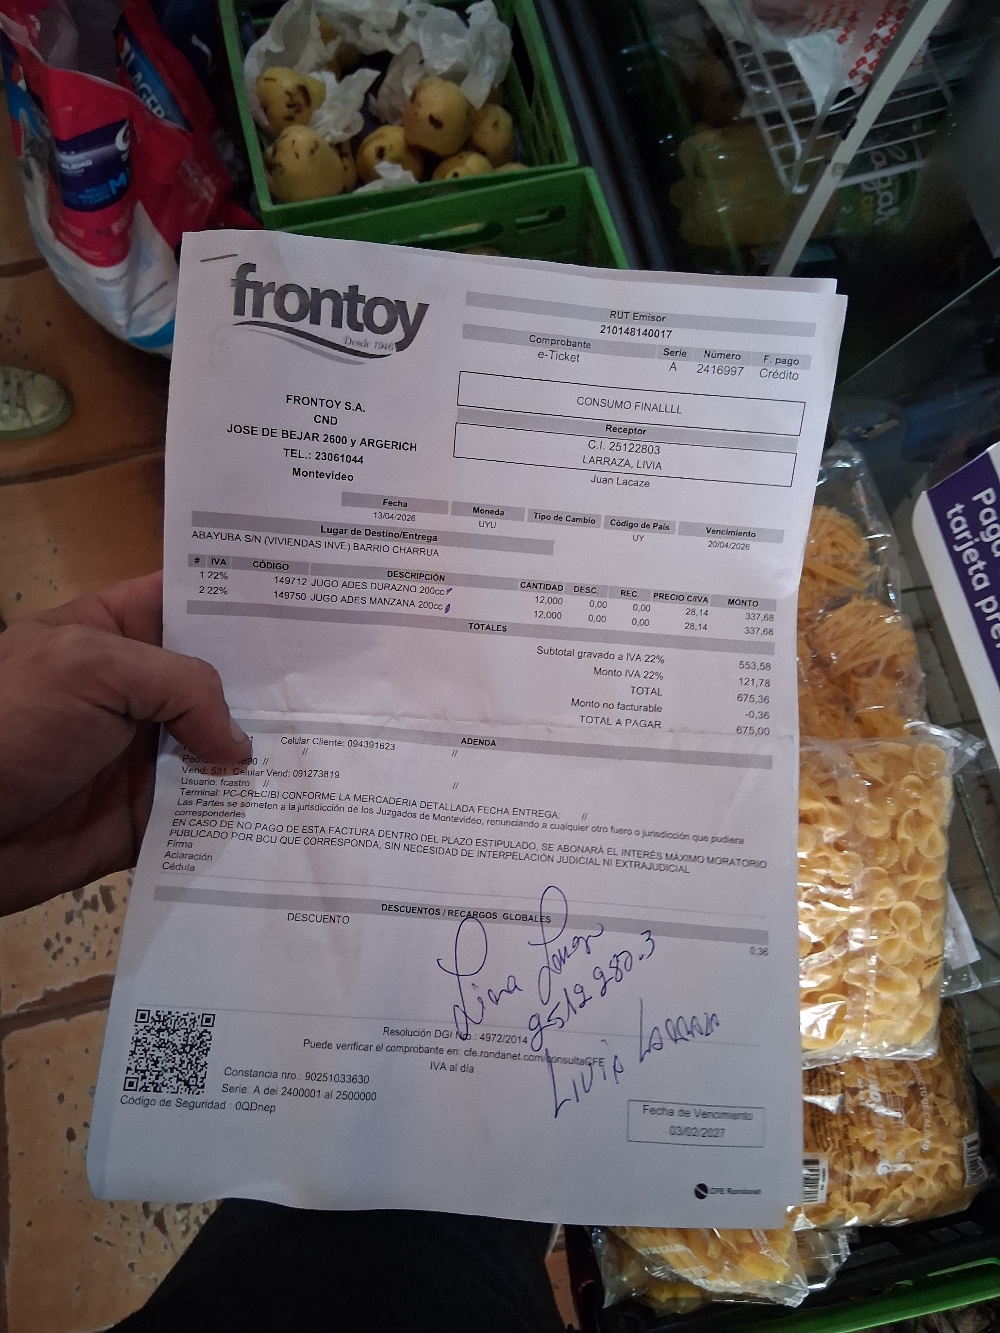 LAGER
frontoy
Desde 1946
RUT Emisor
210148140017
Comprobante Serie Número F. pago
e-Ticket A 2416997 Crédito
CONSUMO FINALLLL
Receptor
C.I. 25122803
LARRAZA, LIVIA
Juan Lacaze
FRONTOY S.A.
CND
JOSE DE BEJAR 2600 y ARGERICH
TEL.: 23061044
Montevideo
Fecha Moneda Tipo de Cambio Código de País Vencimiento
13/04/2026 UYU UY 20/04/2026
Lugar de Destino/Entrega
ABAYUBA S/N (VIVIENDAS INVE) BARRIO CHARRUA
# IVA CÓDIGO DESCRIPCIÓN CANTIDAD DESC. REC. PRECIO C/IVA MONTO
1 22% 149712 JUGO ADES DURAZNO 200cc 12,000 0,00 0,00 28,14 337,68
2 22% 149750 JUGO ADES MANZANA 200cc 12,000 0,00 0,00 28,14 337,68
TOTALES
Subtotal gravado a IVA 22% 553,58
Monto IVA 22% 121,78
TOTAL 675,36
Monto no facturable -0,36
TOTAL A PAGAR 675,00
ADENDA
Celular Cliente: 094391623 //
//
Vend: 531 Celular Vend: 091273819
Usuario: fcastro // //
Terminal: PC-CRECIBI CONFORME LA MERCADERIA DETALLADA FECHA ENTREGA: //
Las Partes se someten a la jurisdicción de los Juzgados de Montevideo, renunciando a cualquier otro fuero o jurisdicción que pudiera
corresponderles
EN CASO DE NO PAGO DE ESTA FACTURA DENTRO DEL PLAZO ESTIPULADO, SE ABONARÁ EL INTERÉS MÁXIMO MORATORIO
PUBLICADO POR BCU QUE CORRESPONDA, SIN NECESIDAD DE INTERPELACIÓN JUDICIAL NI EXTRAJUDICIAL
Firma
Aclaración
Cédula
DESCUENTOS / RECARGOS GLOBALES
DESCUENTO 0,36
2512280.3
LIVIA LARRAZA
Resolución DGI No.: 4972/2014
Puede verificar el comprobante en: cfe.rondanet.com/consultaCFE
IVA al día
Constancia nro.. 90251033630
Serie: A del 2400001 al 2500000
Código de Seguridad : 0QDnep
Fecha de Vencimiento
03/02/2027
CFE Rondanet
tarjeta